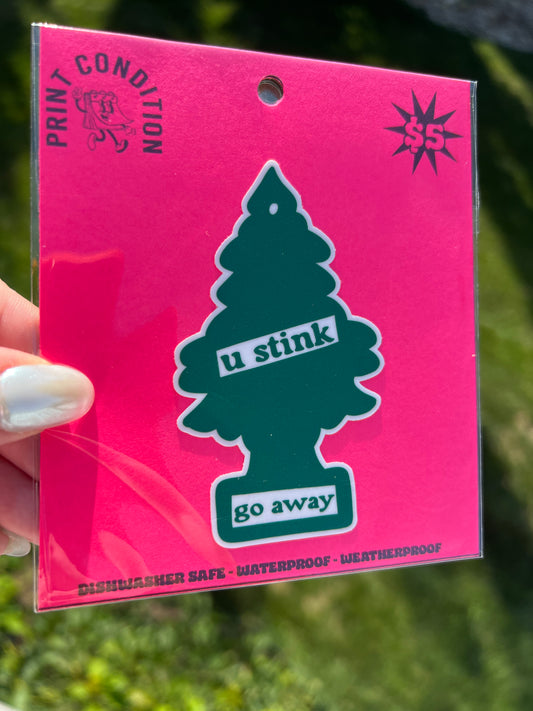 PRINT CONDITION
$5
u stink
go away
DISHWASHER SAFE - WATERPROOF - WEATHERPROOF